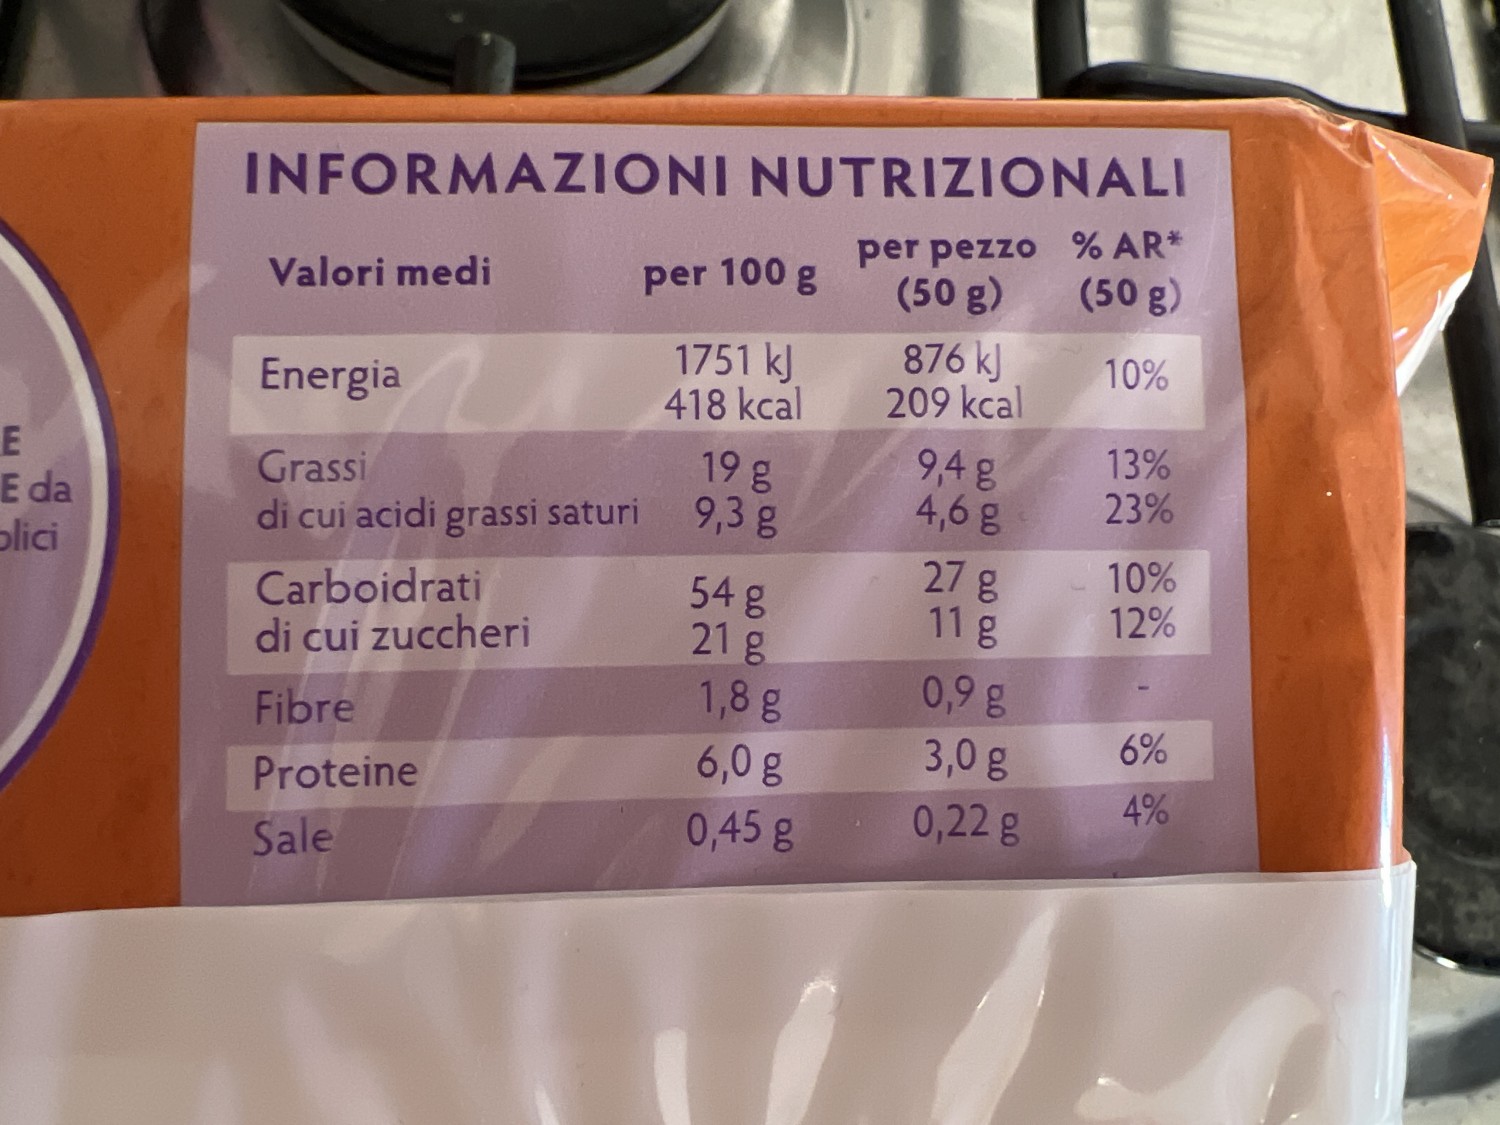 INFORMAZIONI NUTRIZIONALI
Valori medi per 100 g per pezzo (50 g) % AR* (50 g)
Energia 1751 kJ 418 kcal 876 kJ 209 kcal 10%
Grassi 19 g 9,4 g 13%
di cui acidi grassi saturi 9,3 g 4,6 g 23%
Carboidrati 54 g 27 g 10%
di cui zuccheri 21 g 11 g 12%
Fibre 1,8 g 0,9 g -
Proteine 6,0 g 3,0 g 6%
Sale 0,45 g 0,22 g 4%
E da